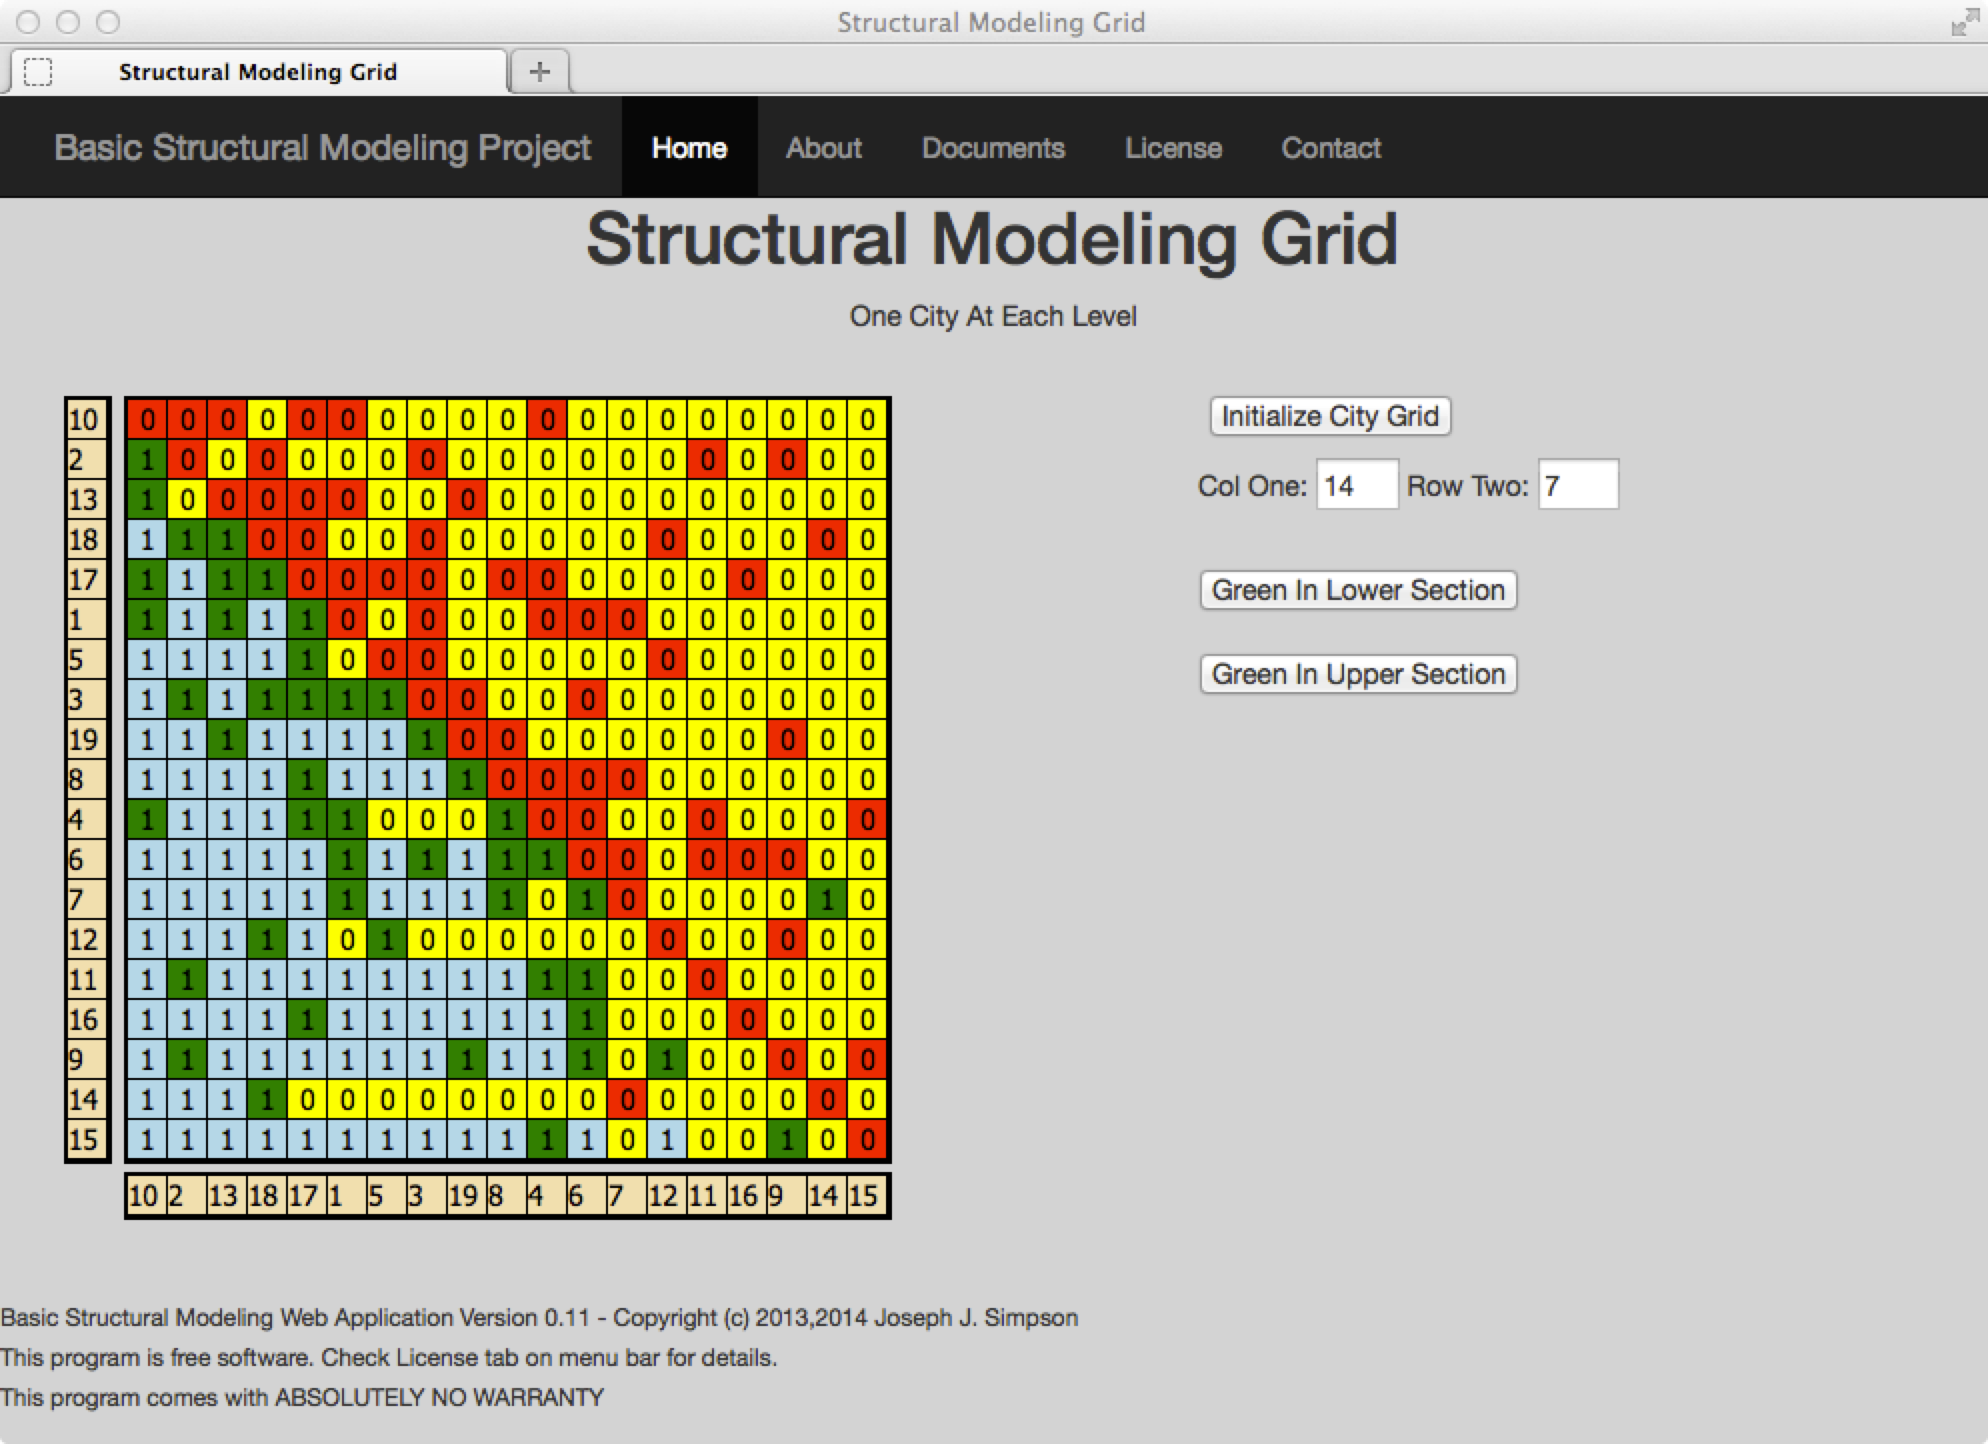 Structural Modeling Grid
Structural Modeling Grid +
Basic Structural Modeling Project Home About Documents License Contact
Structural Modeling Grid
One City At Each Level
10 0 0 0 0 0 0 0 0 0 0 0 0 0 0 0 0 0 0 0
2 1 0 0 0 0 0 0 0 0 0 0 0 0 0 0 0 0 0 0
13 1 0 0 0 0 0 0 0 0 0 0 0 0 0 0 0 0 0 0
18 1 1 1 0 0 0 0 0 0 0 0 0 0 0 0 0 0 0 0
17 1 1 1 1 0 0 0 0 0 0 0 0 0 0 0 0 0 0 0
1 1 1 1 1 1 0 0 0 0 0 0 0 0 0 0 0 0 0 0
5 1 1 1 1 1 0 0 0 0 0 0 0 0 0 0 0 0 0 0
3 1 1 1 1 1 1 1 0 0 0 0 0 0 0 0 0 0 0 0
19 1 1 1 1 1 1 1 1 0 0 0 0 0 0 0 0 0 0 0
8 1 1 1 1 1 1 1 1 1 0 0 0 0 0 0 0 0 0 0
4 1 1 1 1 1 1 0 0 0 1 0 0 0 0 0 0 0 0 0
6 1 1 1 1 1 1 1 1 1 1 1 0 0 0 0 0 0 0 0
7 1 1 1 1 1 1 1 1 1 1 0 1 0 0 0 0 0 1 0
12 1 1 1 1 1 0 1 0 0 0 0 0 0 0 0 0 0 0 0
11 1 1 1 1 1 1 1 1 1 1 1 1 0 0 0 0 0 0 0
16 1 1 1 1 1 1 1 1 1 1 1 1 0 0 0 0 0 0 0
9 1 1 1 1 1 1 1 1 1 1 1 1 0 1 0 0 0 0 0
14 1 1 1 1 0 0 0 0 0 0 0 0 0 0 0 0 0 0 0
15 1 1 1 1 1 1 1 1 1 1 1 1 0 1 0 0 1 0 0
10 2 13 18 17 1 5 3 19 8 4 6 7 12 11 16 9 14 15
Initialize City Grid
Col One: 14 Row Two: 7
Green In Lower Section
Green In Upper Section
Basic Structural Modeling Web Application Version 0.11 - Copyright (c) 2013,2014 Joseph J. Simpson
This program is free software. Check License tab on menu bar for details.
This program comes with ABSOLUTELY NO WARRANTY